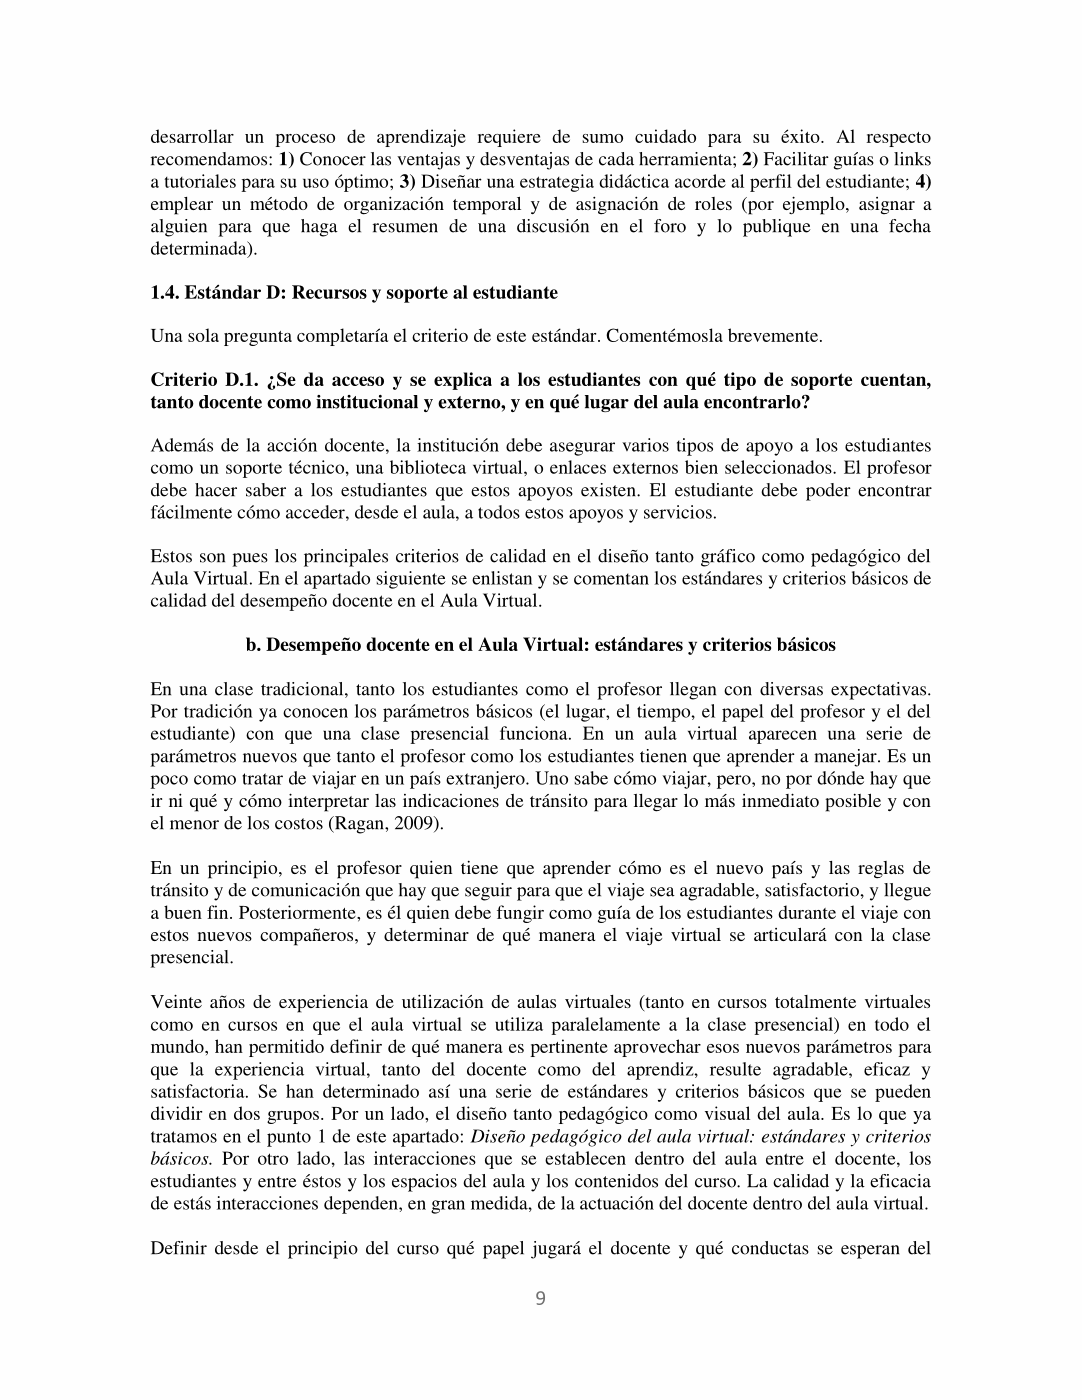 desarrollar un proceso de aprendizaje requiere de sumo cuidado para su éxito. Al respecto
recomendamos: 1) Conocer las ventajas y desventajas de cada herramienta; 2) Facilitar guías o links
a tutoriales para su uso óptimo; 3) Diseñar una estrategia didáctica acorde al perfil del estudiante; 4)
emplear un método de organización temporal y de asignación de roles (por ejemplo, asignar a
alguien para que haga el resumen de una discusión en el foro y lo publique en una fecha
determinada).
1.4. Estándar D: Recursos y soporte al estudiante
Una sola pregunta completaría el criterio de este estándar. Comentémosla brevemente.
Criterio D.1. ¿Se da acceso y se explica a los estudiantes con qué tipo de soporte cuentan,
tanto docente como institucional y externo, y en qué lugar del aula encontrarlo?
Además de la acción docente, la institución debe asegurar varios tipos de apoyo a los estudiantes
como un soporte técnico, una biblioteca virtual, o enlaces externos bien seleccionados. El profesor
debe hacer saber a los estudiantes que estos apoyos existen. El estudiante debe poder encontrar
fácilmente cómo acceder, desde el aula, a todos estos apoyos y servicios.
Estos son pues los principales criterios de calidad en el diseño tanto gráfico como pedagógico del
Aula Virtual. En el apartado siguiente se enlistan y se comentan los estándares y criterios básicos de
calidad del desempeño docente en el Aula Virtual.
b. Desempeño docente en el Aula Virtual: estándares y criterios básicos
En una clase tradicional, tanto los estudiantes como el profesor llegan con diversas expectativas.
Por tradición ya conocen los parámetros básicos (el lugar, el tiempo, el papel del profesor y el del
estudiante) con que una clase presencial funciona. En un aula virtual aparecen una serie de
parámetros nuevos que tanto el profesor como los estudiantes tienen que aprender a manejar. Es un
poco como tratar de viajar en un país extranjero. Uno sabe cómo viajar, pero, no por dónde hay que
ir ni qué y cómo interpretar las indicaciones de tránsito para llegar lo más inmediato posible y con
el menor de los costos (Ragan, 2009).
En un principio, es el profesor quien tiene que aprender cómo es el nuevo país y las reglas de
tránsito y de comunicación que hay que seguir para que el viaje sea agradable, satisfactorio, y llegue
a buen fin. Posteriormente, es él quien debe fungir como guía de los estudiantes durante el viaje con
estos nuevos compañeros, y determinar de qué manera el viaje virtual se articulará con la clase
presencial.
Veinte años de experiencia de utilización de aulas virtuales (tanto en cursos totalmente virtuales
como en cursos en que el aula virtual se utiliza paralelamente a la clase presencial) en todo el
mundo, han permitido definir de qué manera es pertinente aprovechar esos nuevos parámetros para
que la experiencia virtual, tanto del docente como del aprendiz, resulte agradable, eficaz y
satisfactoria. Se han determinado así una serie de estándares y criterios básicos que se pueden
dividir en dos grupos. Por un lado, el diseño tanto pedagógico como visual del aula. Es lo que ya
tratamos en el punto 1 de este apartado: Diseño pedagógico del aula virtual: estándares y criterios
básicos. Por otro lado, las interacciones que se establecen dentro del aula entre el docente, los
estudiantes y entre éstos y los espacios del aula y los contenidos del curso. La calidad y la eficacia
de estás interacciones dependen, en gran medida, de la actuación del docente dentro del aula virtual.
Definir desde el principio del curso qué papel jugará el docente y qué conductas se esperan del
9